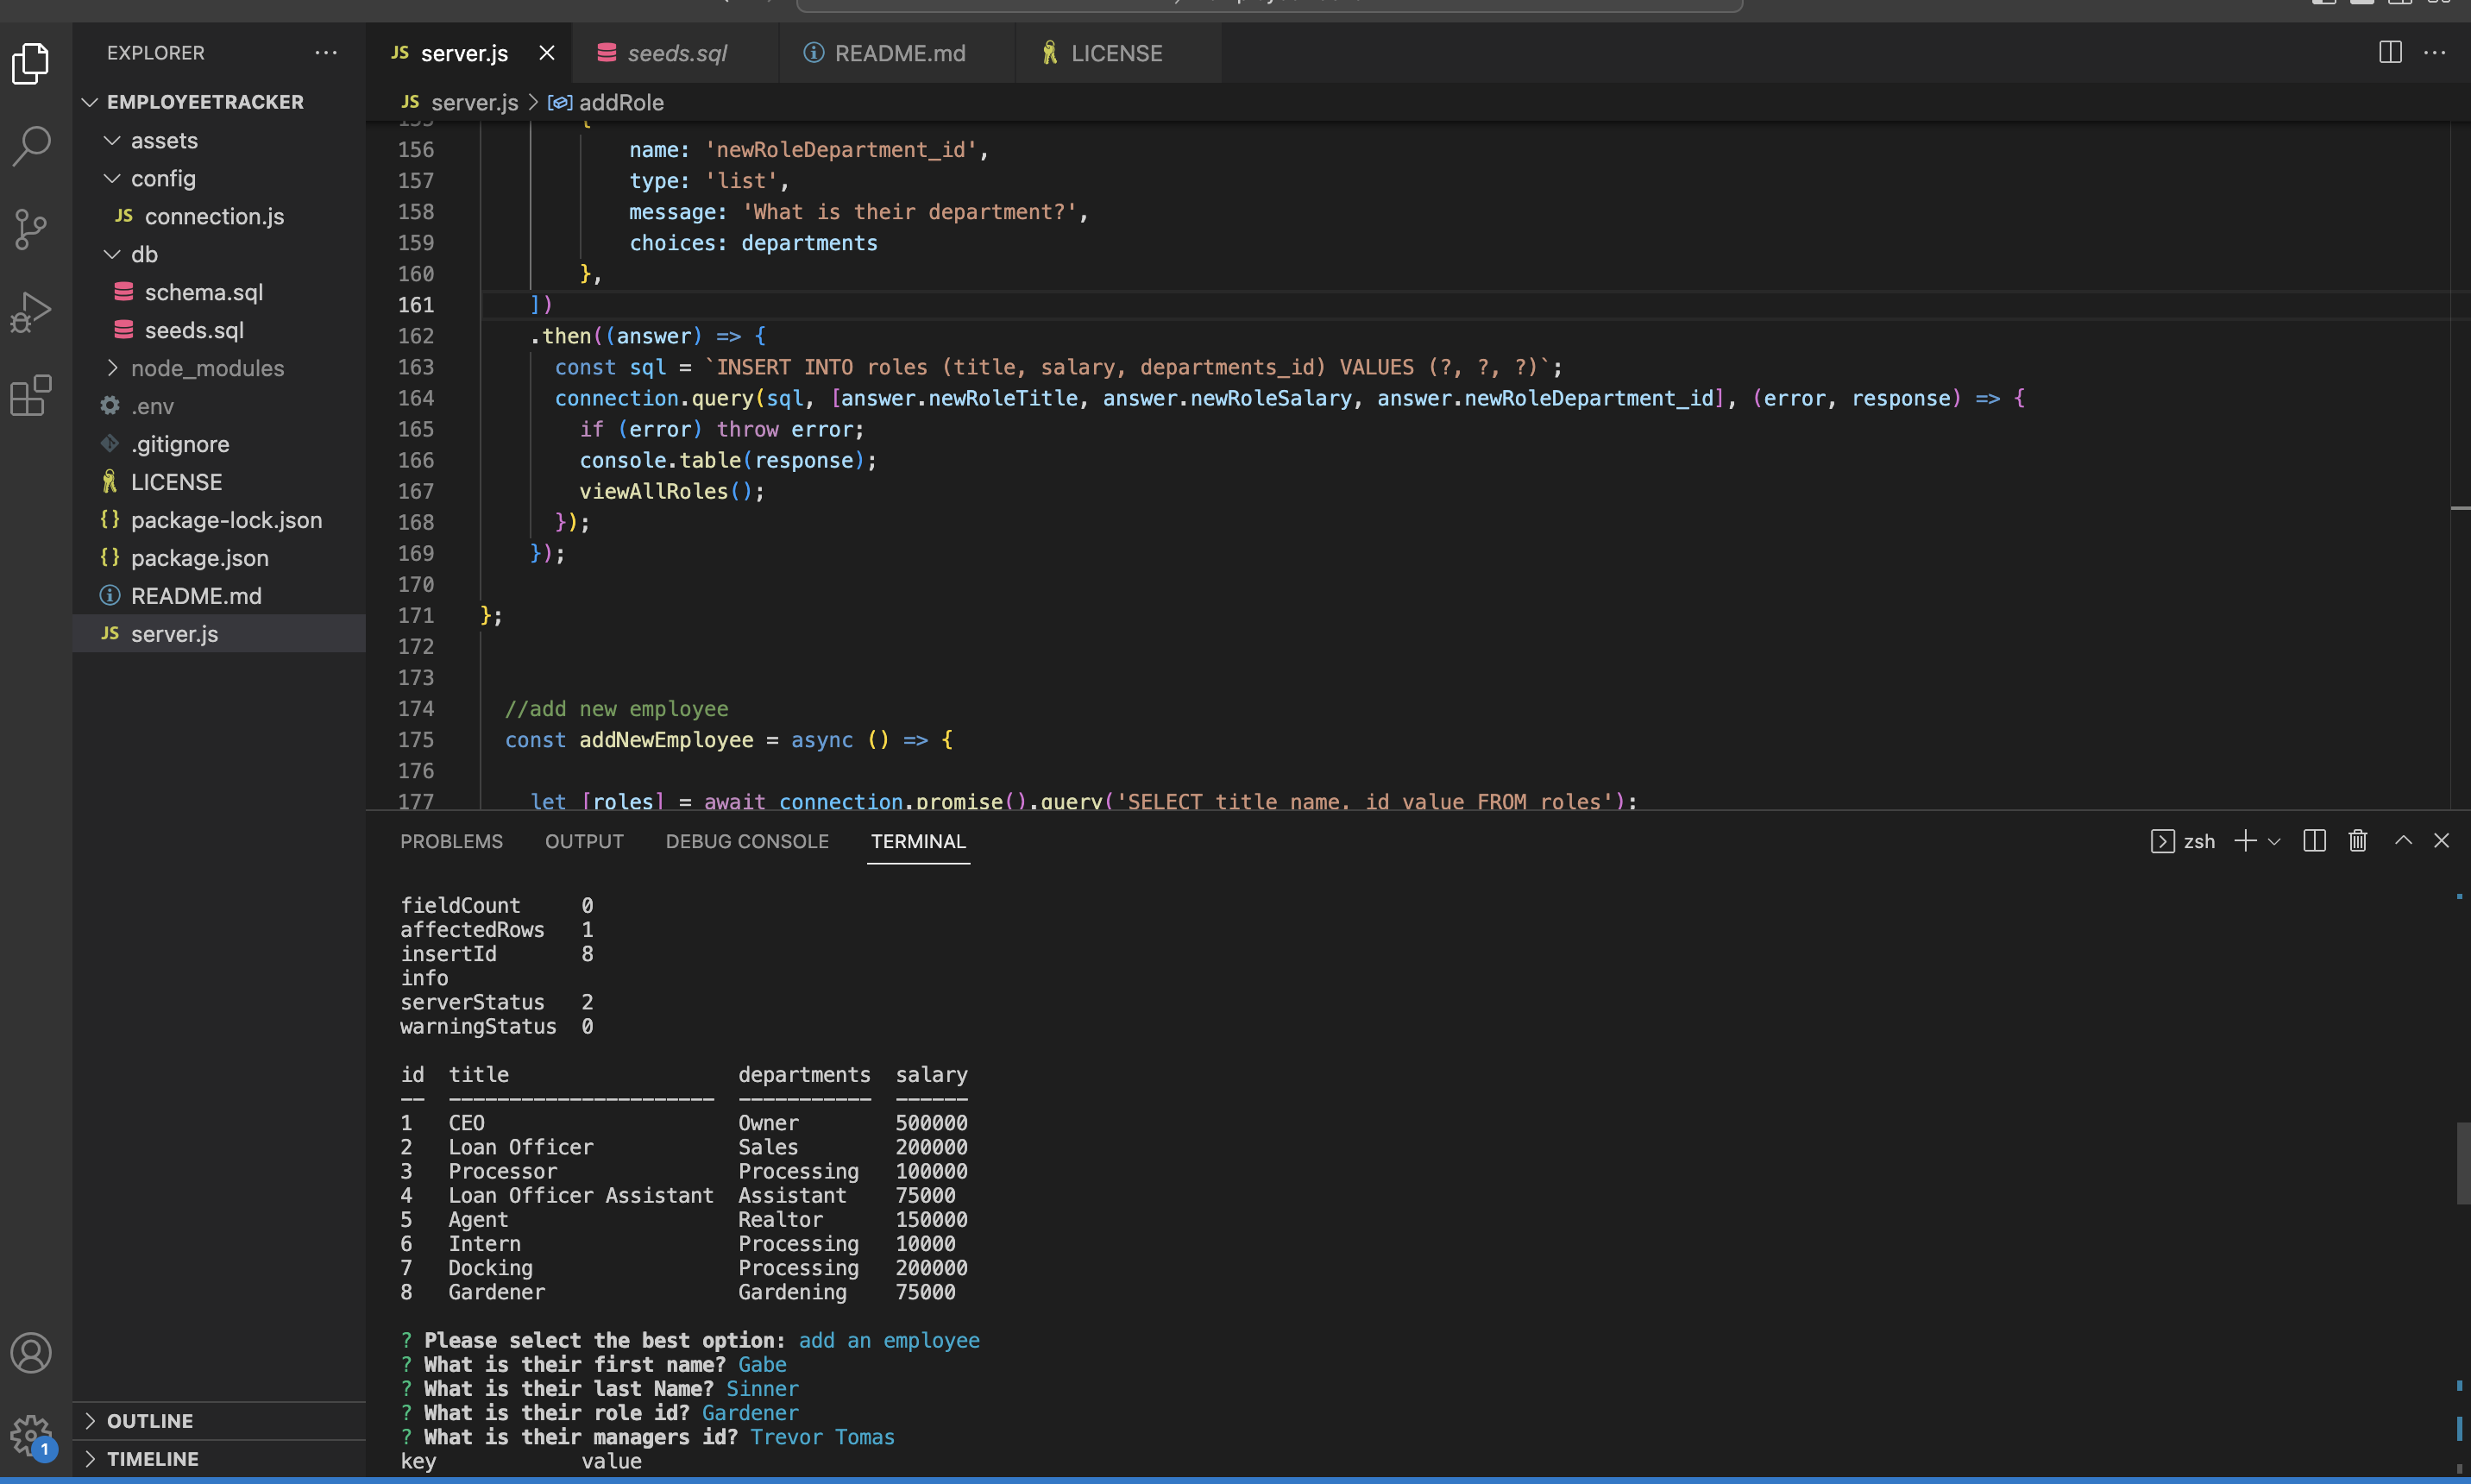 EXPLORER
EMPLOYEETRACKER
assets
config
JS connection.js
db
schema.sql
seeds.sql
node_modules
.env
.gitignore
LICENSE
{} package-lock.json
{} package.json
README.md
JS server.js
OUTLINE
TIMELINE
1
JS server.js
seeds.sql
README.md
LICENSE
JS server.js > addRole
155 {
156 name: 'newRoleDepartment_id',
157 type: 'list',
158 message: 'What is their department?',
159 choices: departments
160 },
161 ])
162 .then((answer) => {
163 const sql = `INSERT INTO roles (title, salary, departments_id) VALUES (?, ?, ?)`;
164 connection.query(sql, [answer.newRoleTitle, answer.newRoleSalary, answer.newRoleDepartment_id], (error, response) => {
165 if (error) throw error;
166 console.table(response);
167 viewAllRoles();
168 });
169 });
170
171 };
172
173
174 //add new employee
175 const addNewEmployee = async () => {
176
177 let [roles] = await connection.promise().query('SELECT title name, id value FROM roles');
PROBLEMS OUTPUT DEBUG CONSOLE TERMINAL
zsh
fieldCount 0
affectedRows 1
insertId 8
info
serverStatus 2
warningStatus 0
id title departments salary
-- ---------------------- ----------- ------
1 CEO Owner 500000
2 Loan Officer Sales 200000
3 Processor Processing 100000
4 Loan Officer Assistant Assistant 75000
5 Agent Realtor 150000
6 Intern Processing 10000
7 Docking Processing 200000
8 Gardener Gardening 75000
? Please select the best option: add an employee
? What is their first name? Gabe
? What is their last Name? Sinner
? What is their role id? Gardener
? What is their managers id? Trevor Tomas
key value